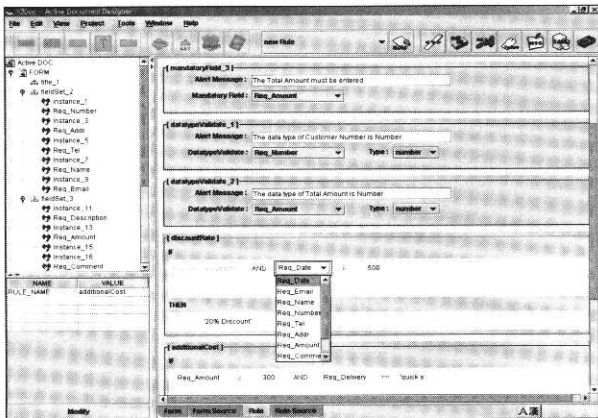 Active Document Designer
File Edit View Project Tools Window Help
new Rule
Active DOC
FORM
title_1
fieldSet_2
instance_1
Req_Number
instance_3
Req_Addr
instance_5
Req_Tel
instance_7
Req_Name
instance_9
Req_Email
fieldSet_3
instance_11
Req_Description
instance_13
Req_Amount
instance_15
instance_16
Req_Comment
NAME VALUE
RULE_NAME additionalCost
Modify
[ mandatoryField_3 ]
Alert Message : The Total Amount must be entered
Mandatory Field : Req_Amount
[ datatypeValidate_1 ]
Alert Message : The data type of Customer Number is Number
DatatypeValidate : Req_Number Type : number
[ datatypeValidate_2 ]
Alert Message : The data type of Total Amount is Number
DatatypeValidate : Req_Amount Type : number
[ discountRate ]
IF
AND Req_Date 500
Req_Date
Req_Email
Req_Name
Req_Number
Req_Tel
Req_Addr
Req_Amount
Req_Comme
THEN
'20% Discount'
[ additionalCost ]
IF
Req_Amount 300 AND Req_Delivery 'quick s
Form Form Source Rule Rule Source
A漢